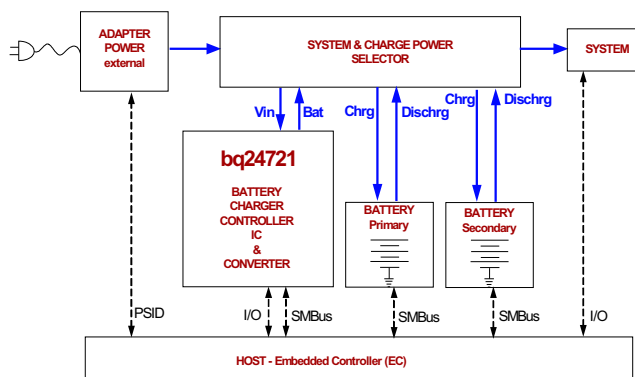 ADAPTER
POWER
external
SYSTEM & CHARGE POWER
SELECTOR
SYSTEM
Vin
Bat
Chrg
Dischrg
Chrg
Dischrg
bq24721
BATTERY
CHARGER
CONTROLLER
IC
&
CONVERTER
BATTERY
Primary
BATTERY
Secondary
PSID
I/O
SMBus
SMBus
SMBus
I/O
HOST - Embedded Controller (EC)